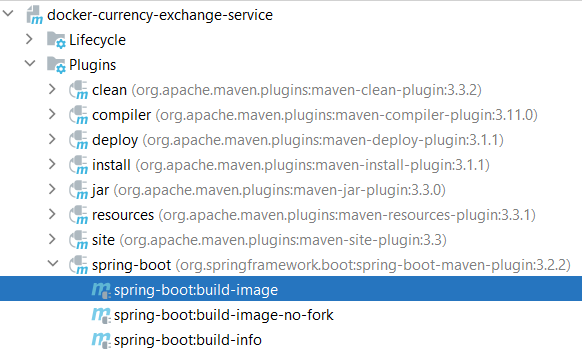 docker-currency-exchange-service
Lifecycle
Plugins
clean (org.apache.maven.plugins:maven-clean-plugin:3.3.2)
compiler (org.apache.maven.plugins:maven-compiler-plugin:3.11.0)
deploy (org.apache.maven.plugins:maven-deploy-plugin:3.1.1)
install (org.apache.maven.plugins:maven-install-plugin:3.1.1)
jar (org.apache.maven.plugins:maven-jar-plugin:3.3.0)
resources (org.apache.maven.plugins:maven-resources-plugin:3.3.1)
site (org.apache.maven.plugins:maven-site-plugin:3.3)
spring-boot (org.springframework.boot:spring-boot-maven-plugin:3.2.2)
spring-boot:build-image
spring-boot:build-image-no-fork
spring-boot:build-info